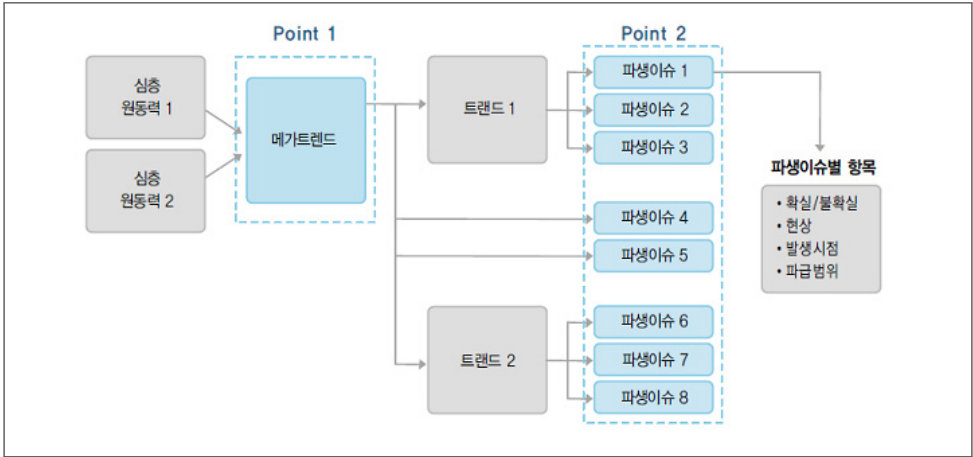 Point 1
Point 2
심층
원동력 1
심층
원동력 2
메가트렌드
트랜드 1
파생이슈 1
파생이슈 2
파생이슈 3
파생이슈 4
파생이슈 5
트랜드 2
파생이슈 6
파생이슈 7
파생이슈 8
파생이슈별 항목
• 확실/불확실
• 현상
• 발생시점
• 파급범위